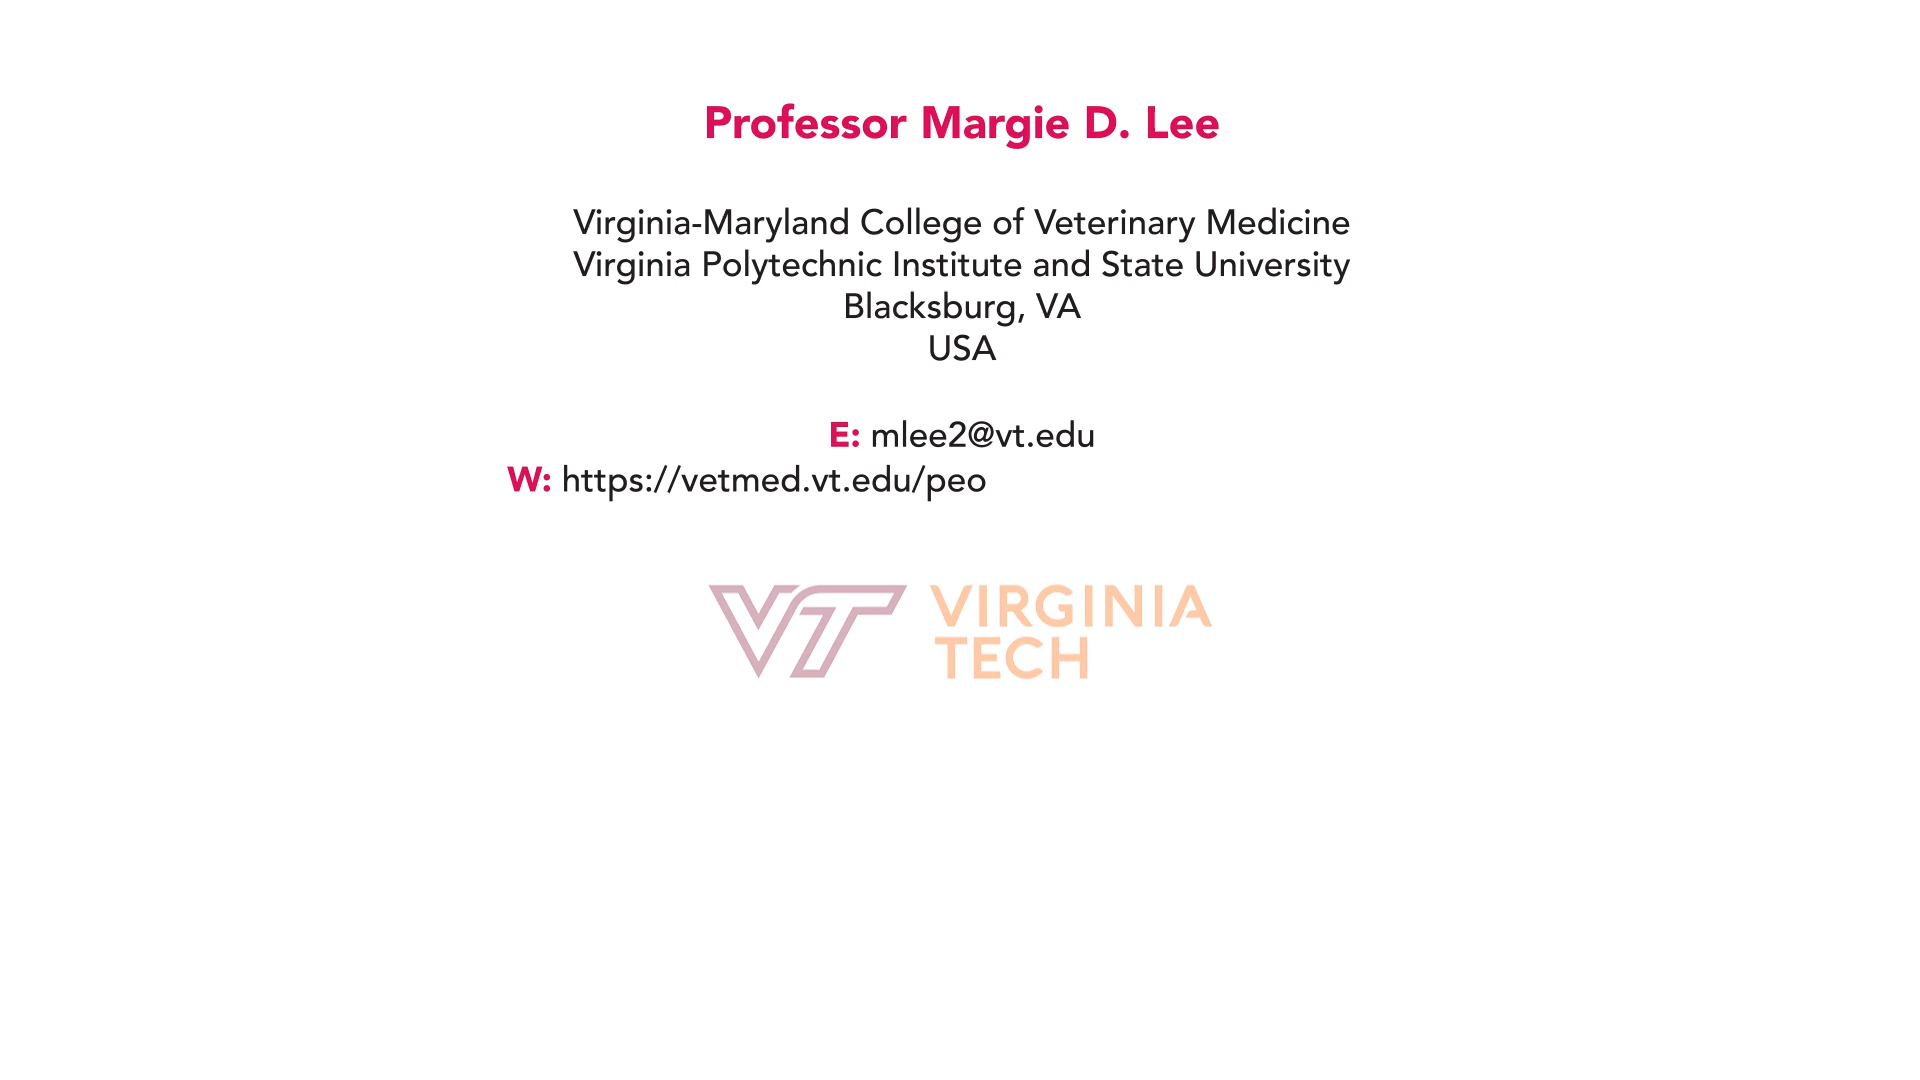 Professor Margie D. Lee
Virginia-Maryland College of Veterinary Medicine
Virginia Polytechnic Institute and State University
Blacksburg, VA
USA
E: mlee2@vt.edu
W: https://vetmed.vt.edu/peo
VT VIRGINIA
TECH